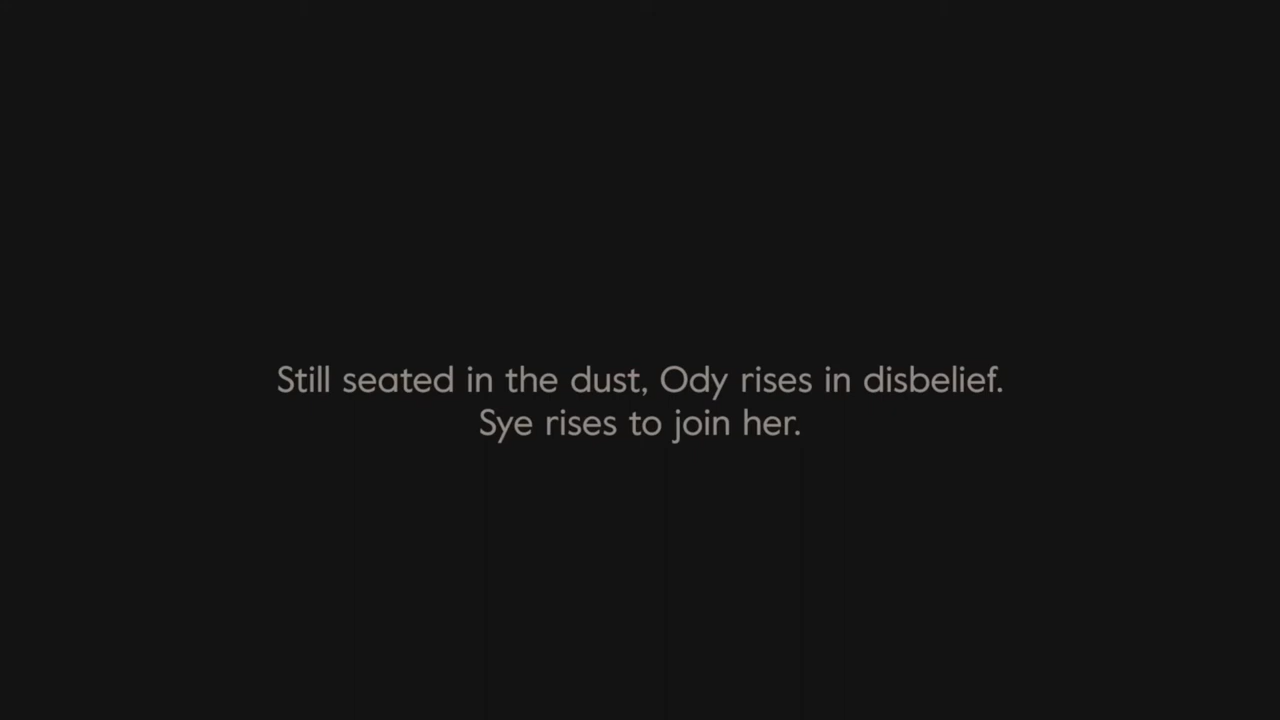 Still seated in the dust, Ody rises in disbelief.
Sye rises to join her.